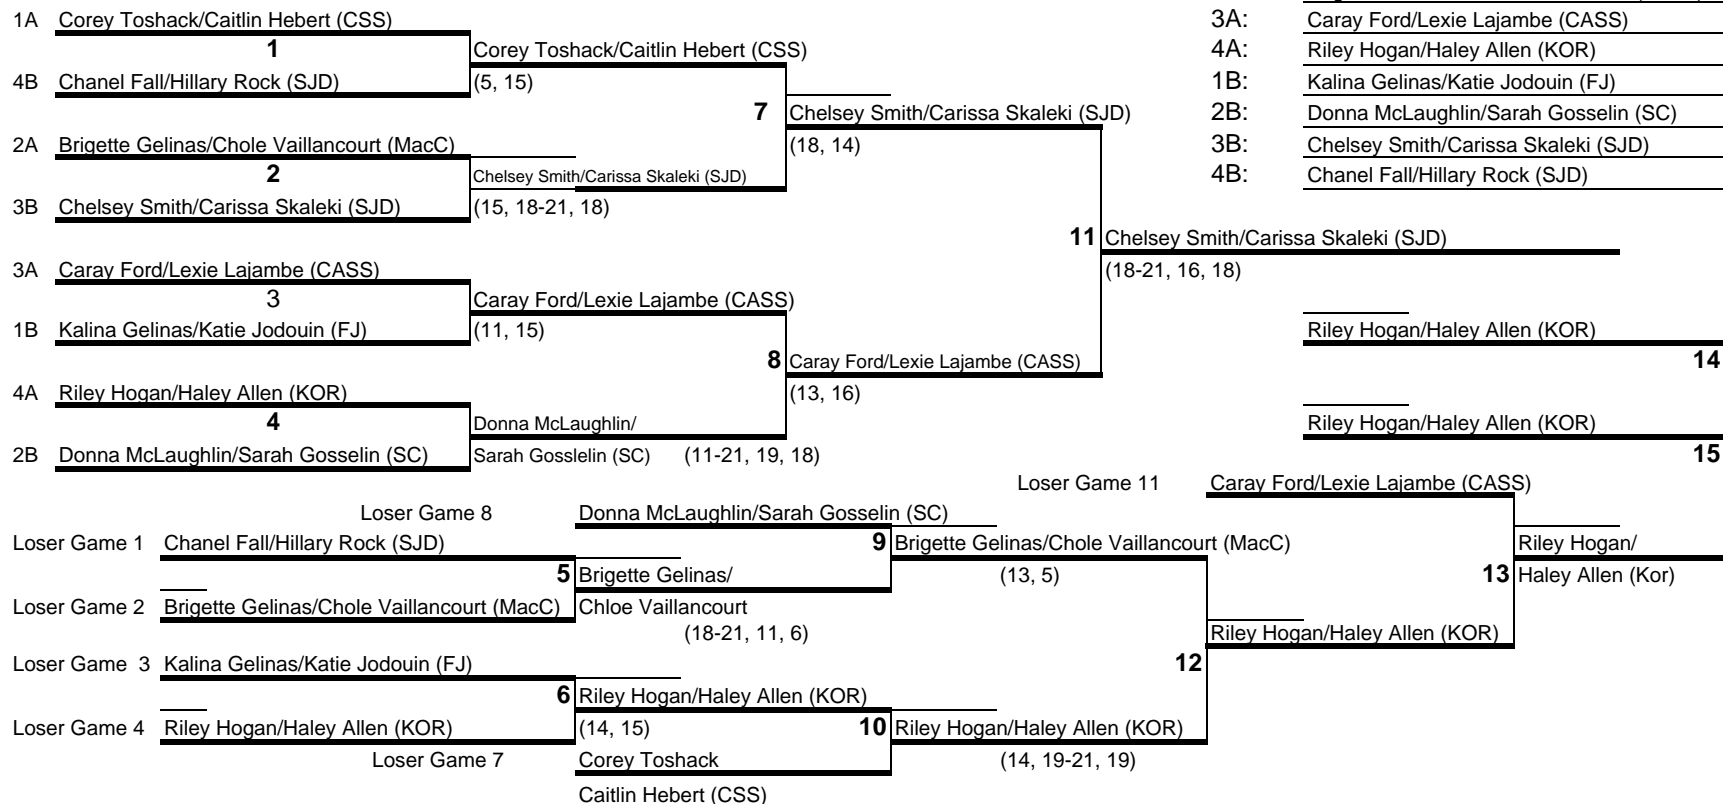 1A Corey Toshack/Caitlin Hebert (CSS)
3A: Caray Ford/Lexie Lajambe (CASS)
1 Corey Toshack/Caitlin Hebert (CSS)
4A: Riley Hogan/Haley Allen (KOR)
4B Chanel Fall/Hillary Rock (SJD) (5, 15)
1B: Kalina Gelinas/Katie Jodouin (FJ)
7 Chelsey Smith/Carissa Skaleki (SJD)
2B: Donna McLaughlin/Sarah Gosselin (SC)
2A Brigette Gelinas/Chole Vaillancourt (MacC) (18, 14)
3B: Chelsey Smith/Carissa Skaleki (SJD)
2 Chelsey Smith/Carissa Skaleki (SJD)
4B: Chanel Fall/Hillary Rock (SJD)
3B Chelsey Smith/Carissa Skaleki (SJD) (15, 18-21, 18)
11 Chelsey Smith/Carissa Skaleki (SJD)
3A Caray Ford/Lexie Lajambe (CASS) (18-21, 16, 18)
3 Caray Ford/Lexie Lajambe (CASS)
1B Kalina Gelinas/Katie Jodouin (FJ) (11, 15) Riley Hogan/Haley Allen (KOR)
8 Caray Ford/Lexie Lajambe (CASS) 14
4A Riley Hogan/Haley Allen (KOR) (13, 16)
4 Donna McLaughlin/ Riley Hogan/Haley Allen (KOR)
2B Donna McLaughlin/Sarah Gosselin (SC) Sarah Gosslelin (SC) (11-21, 19, 18) 15
Loser Game 11 Caray Ford/Lexie Lajambe (CASS)
Loser Game 8 Donna McLaughlin/Sarah Gosselin (SC)
Loser Game 1 Chanel Fall/Hillary Rock (SJD) 9 Brigette Gelinas/Chole Vaillancourt (MacC) Riley Hogan/
5 Brigette Gelinas/ (13, 5) 13 Haley Allen (Kor)
Loser Game 2 Brigette Gelinas/Chole Vaillancourt (MacC) Chloe Vaillancourt
(18-21, 11, 6) Riley Hogan/Haley Allen (KOR)
Loser Game 3 Kalina Gelinas/Katie Jodouin (FJ) 12
6 Riley Hogan/Haley Allen (KOR)
Loser Game 4 Riley Hogan/Haley Allen (KOR) (14, 15) 10 Riley Hogan/Haley Allen (KOR)
Loser Game 7 Corey Toshack (14, 19-21, 19)
Caitlin Hebert (CSS)